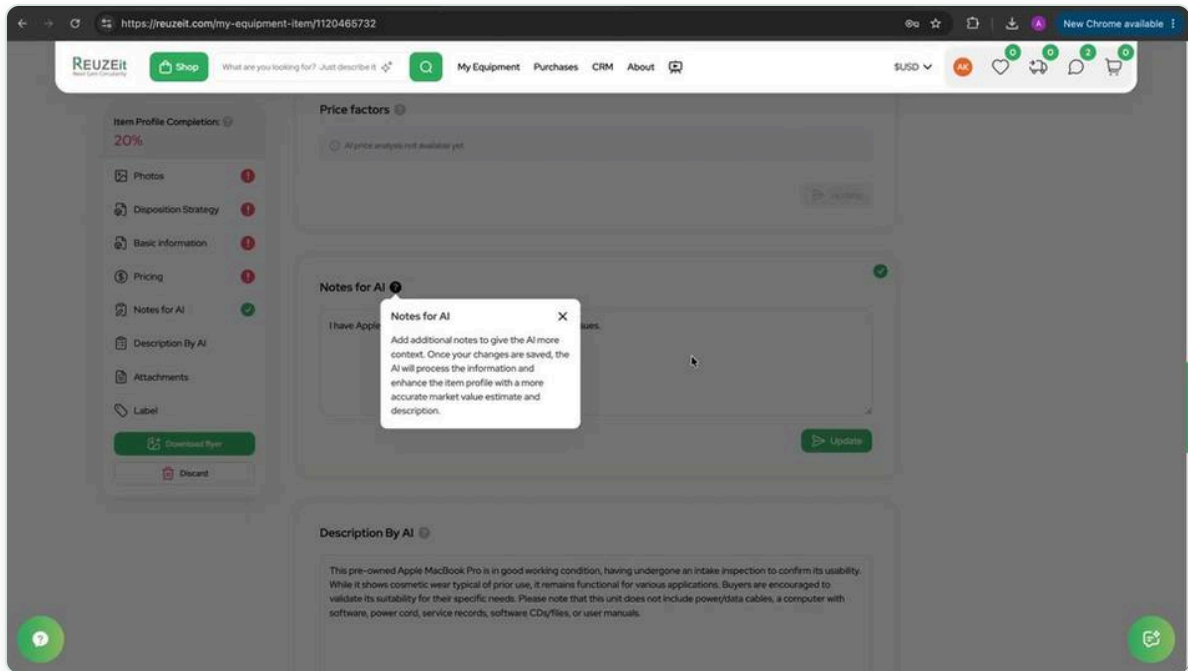 https://reuzeit.com/my-equipment-item/1120465732
New Chrome available
REUZEit
Next Gen Circularity
Shop
What are you looking for? Just describe it
My Equipment Purchases CRM About
$USD
AK
0
0
2
0
Item Profile Completion:
20%
Photos
Disposition Strategy
Basic information
Pricing
Notes for AI
Description By AI
Attachments
Label
Download flyer
Discard
Price factors
AI price analysis not available yet
Update
Notes for AI
I have Apple
ues.
Notes for AI
Add additional notes to give the AI more
context. Once your changes are saved, the
AI will process the information and
enhance the item profile with a more
accurate market value estimate and
description.
Update
Description By AI
This pre-owned Apple MacBook Pro is in good working condition, having undergone an intake inspection to confirm its usability.
While it shows cosmetic wear typical of prior use, it remains functional for various applications. Buyers are encouraged to
validate its suitability for their specific needs. Please note that this unit does not include power/data cables, a computer with
software, power cord, service records, software CDs/files, or user manuals.